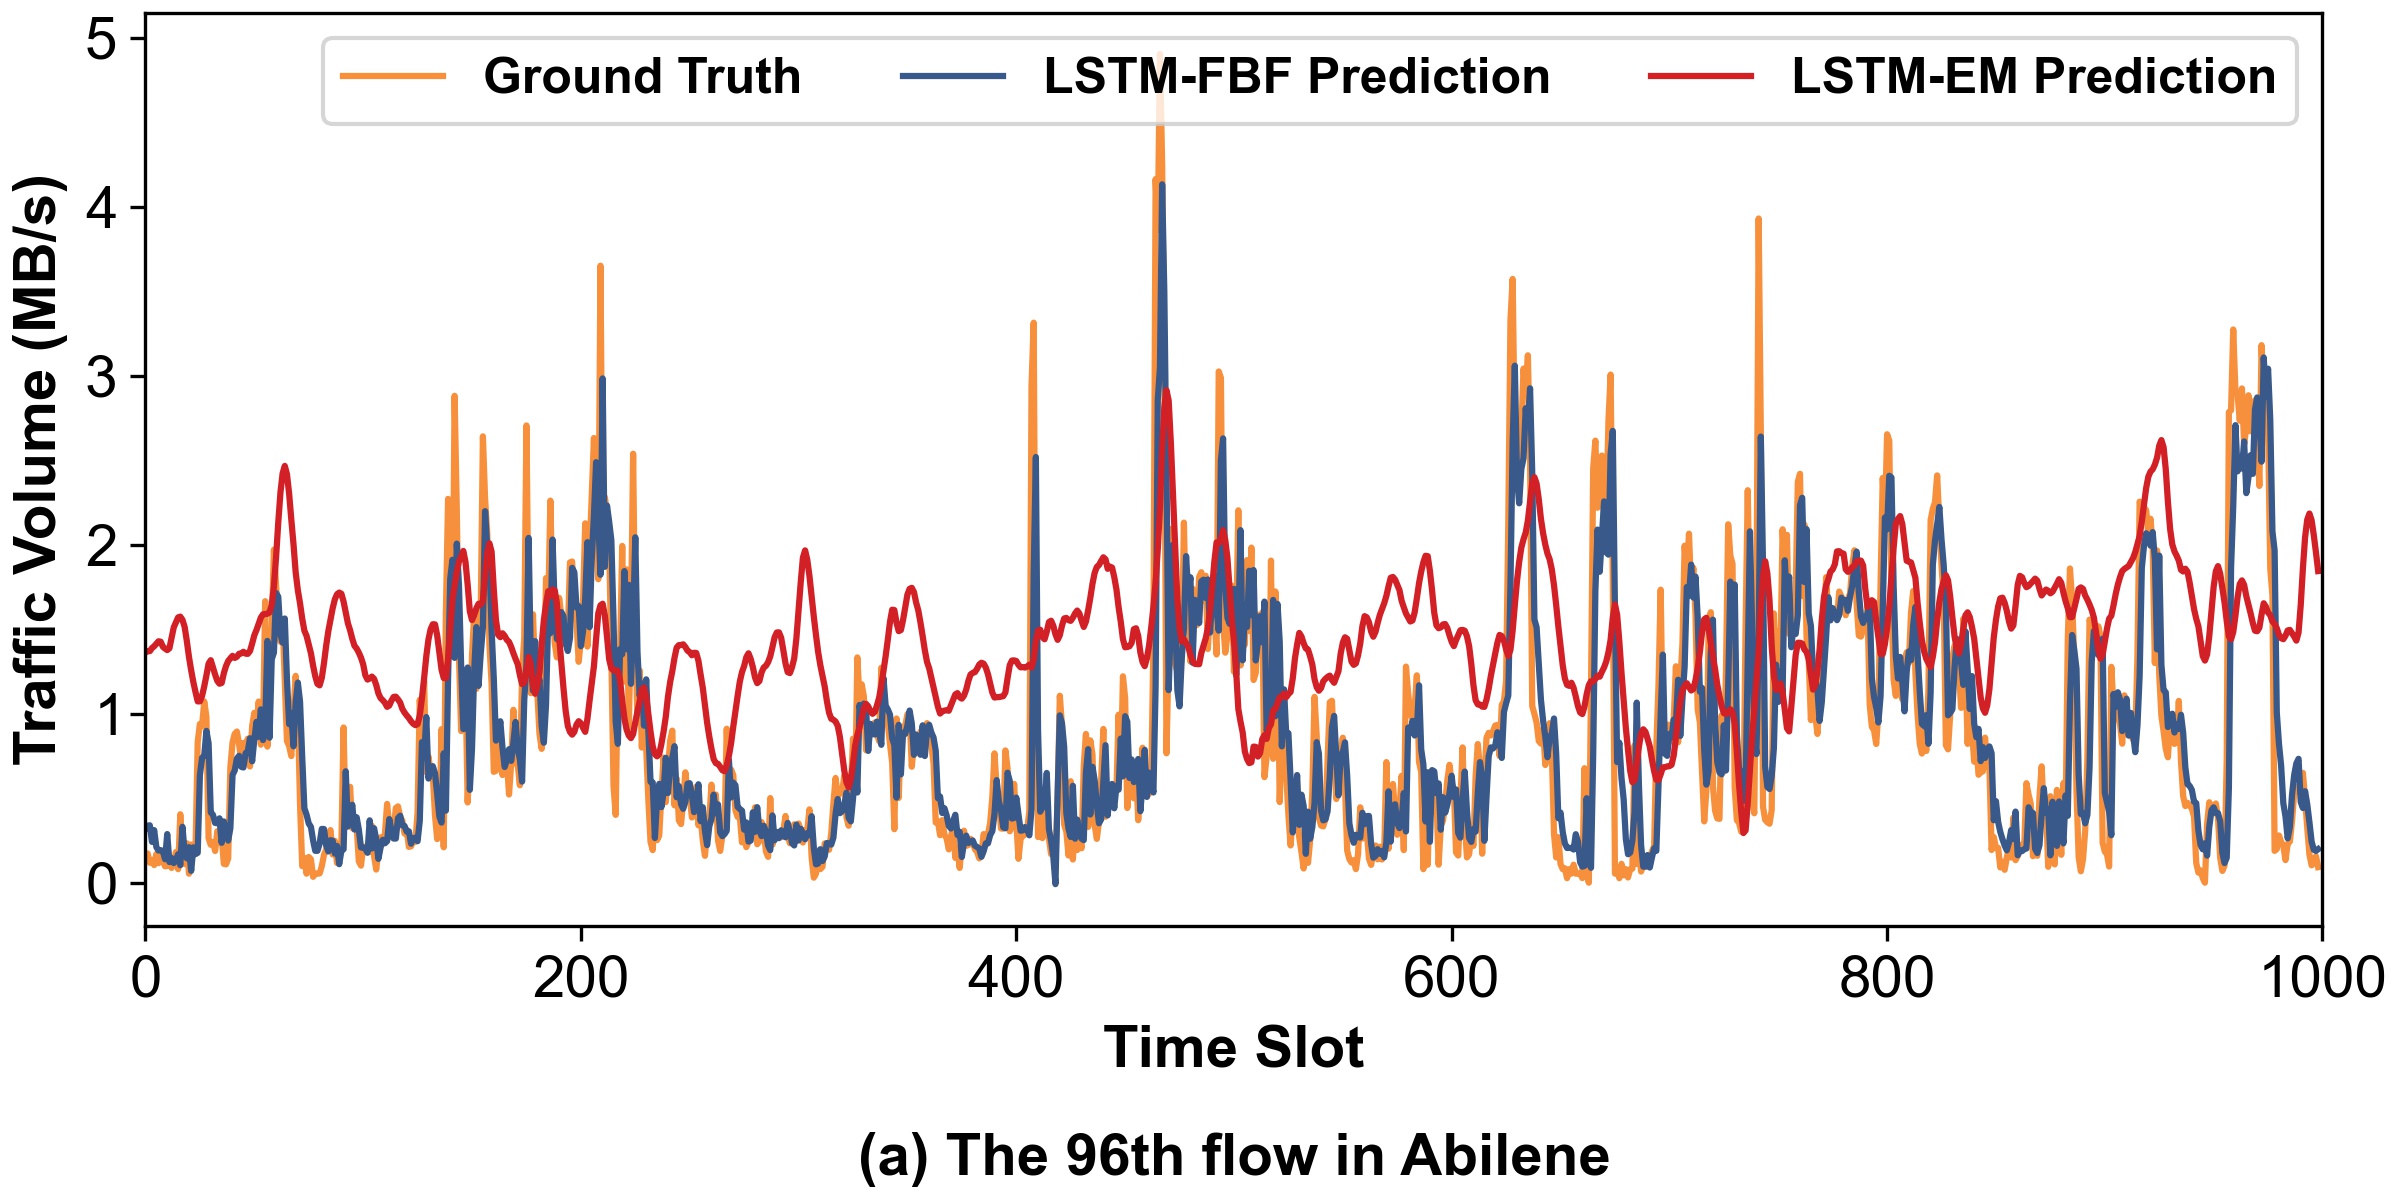 Ground Truth LSTM-FBF Prediction LSTM-EM Prediction
Traffic Volume (MB/s)
5
4
3
2
1
0
0 200 400 600 800 1000
Time Slot
(a) The 96th flow in Abilene